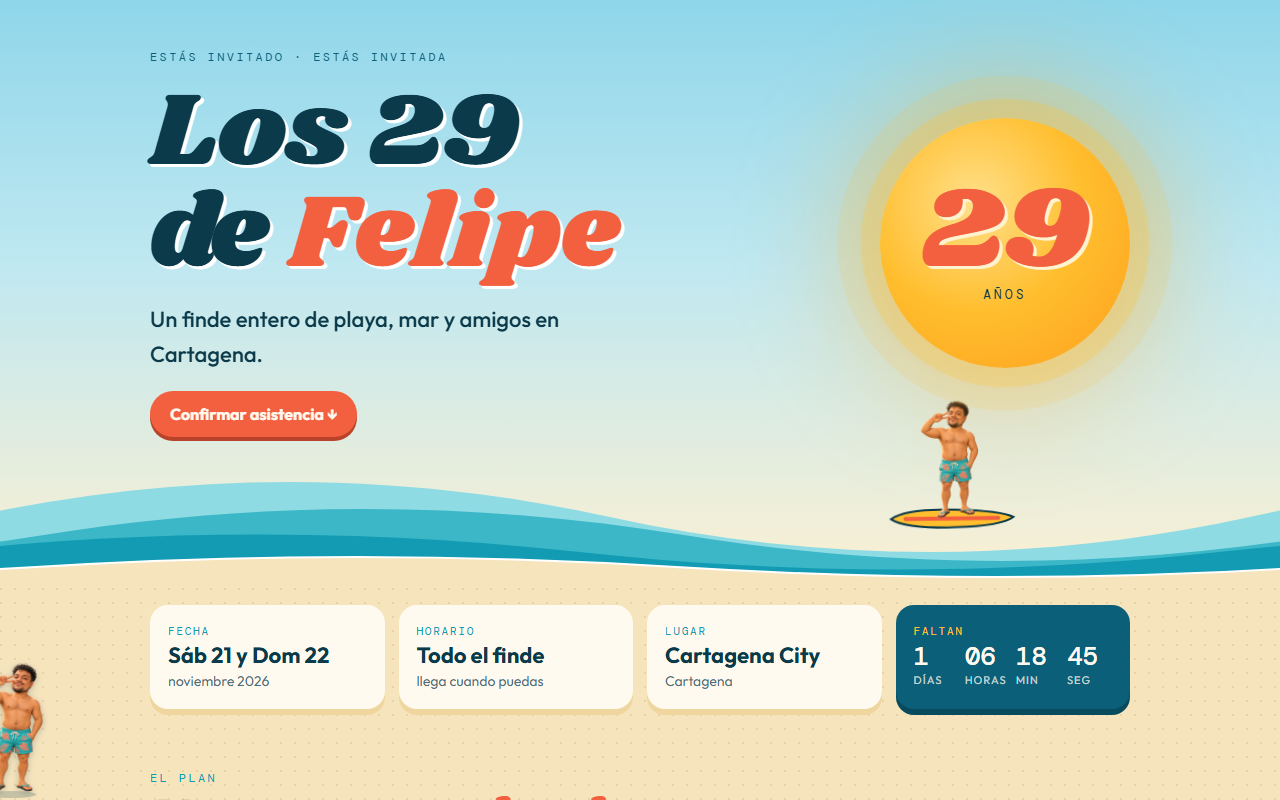 ESTÁS INVITADO · ESTÁS INVITADA
Los 29
de Felipe
Un finde entero de playa, mar y amigos en
Cartagena.
Confirmar asistencia ↓
29
AÑOS
FECHA
Sáb 21 y Dom 22
noviembre 2026
HORARIO
Todo el finde
llega cuando puedas
LUGAR
Cartagena City
Cartagena
FALTAN
1 06 18 45
DÍAS HORAS MIN SEG
EL PLAN